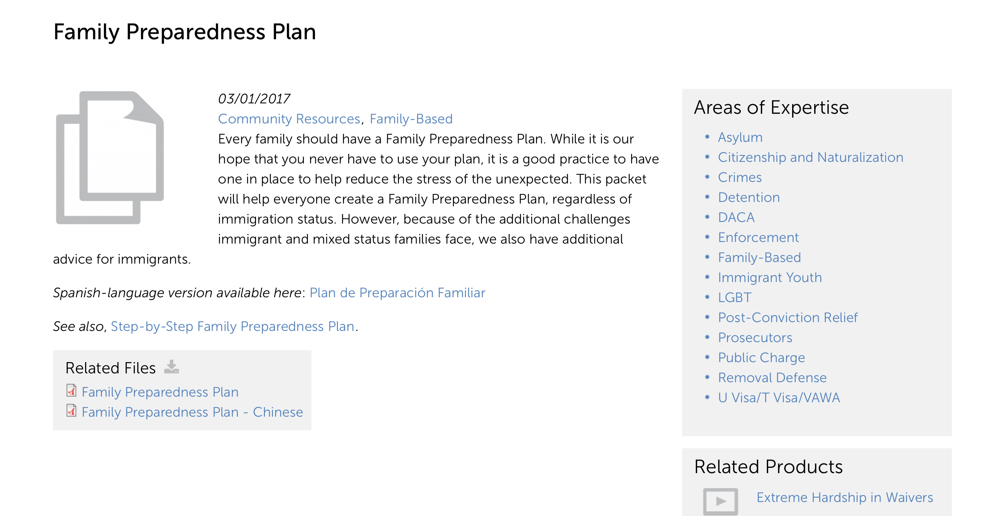 Family Preparedness Plan
03/01/2017
Community Resources, Family-Based
Every family should have a Family Preparedness Plan. While it is our
hope that you never have to use your plan, it is a good practice to have
one in place to help reduce the stress of the unexpected. This packet
will help everyone create a Family Preparedness Plan, regardless of
immigration status. However, because of the additional challenges
immigrant and mixed status families face, we also have additional
advice for immigrants.
Spanish-language version available here: Plan de Preparación Familiar
See also, Step-by-Step Family Preparedness Plan.
Related Files
Family Preparedness Plan
Family Preparedness Plan - Chinese
Areas of Expertise
Asylum
Citizenship and Naturalization
Crimes
Detention
DACA
Enforcement
Family-Based
Immigrant Youth
LGBT
Post-Conviction Relief
Prosecutors
Public Charge
Removal Defense
U Visa/T Visa/VAWA
Related Products
Extreme Hardship in Waivers